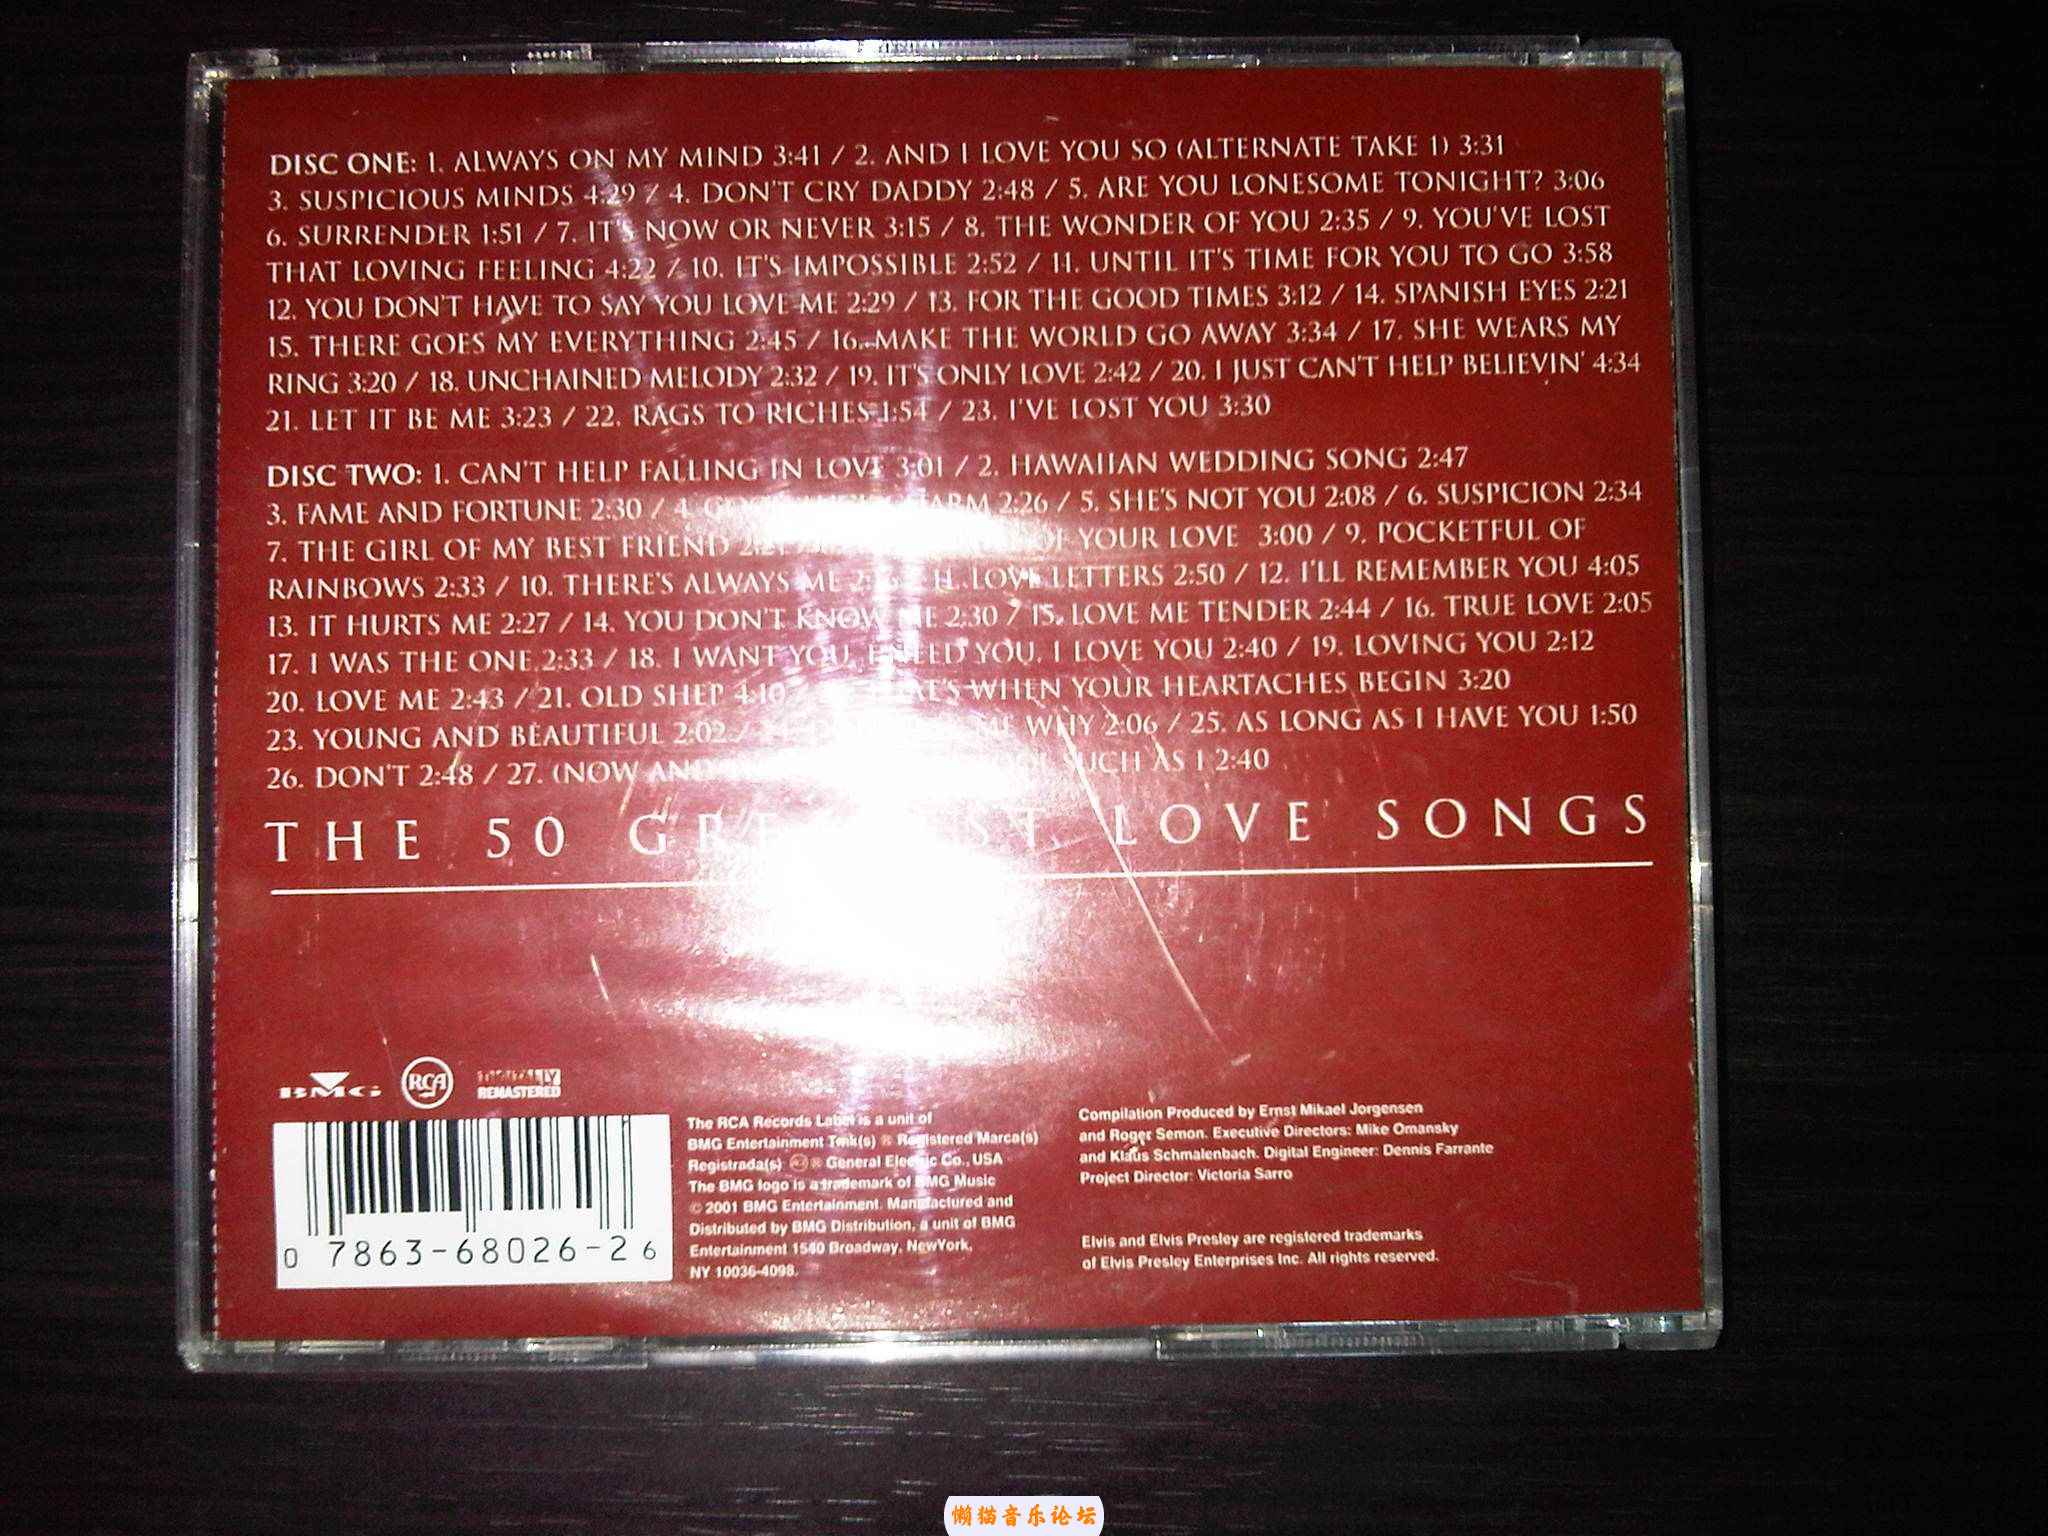 DISC ONE: 1. ALWAYS ON MY MIND 3:41 / 2. AND I LOVE YOU SO (ALTERNATE TAKE 1) 3:31
3. SUSPICIOUS MINDS 4:29 / 4. DON'T CRY DADDY 2:48 / 5. ARE YOU LONESOME TONIGHT? 3:06
6. SURRENDER 1:51 / 7. IT'S NOW OR NEVER 3:15 / 8. THE WONDER OF YOU 2:35 / 9. YOU'VE LOST
THAT LOVING FEELING 4:22 / 10. IT'S IMPOSSIBLE 2:52 / 11. UNTIL IT'S TIME FOR YOU TO GO 3:58
12. YOU DON'T HAVE TO SAY YOU LOVE ME 2:29 / 13. FOR THE GOOD TIMES 3:12 / 14. SPANISH EYES 2:21
15. THERE GOES MY EVERYTHING 2:45 / 16. MAKE THE WORLD GO AWAY 3:34 / 17. SHE WEARS MY
RING 3:20 / 18. UNCHAINED MELODY 2:32 / 19. IT'S ONLY LOVE 2:42 / 20. I JUST CAN'T HELP BELIEVIN' 4:34
21. LET IT BE ME 3:23 / 22. RAGS TO RICHES 1:54 / 23. I'VE LOST YOU 3:30
DISC TWO: 1. CAN'T HELP FALLING IN LOVE 3:01 / 2. HAWAIIAN WEDDING SONG 2:47
3. FAME AND FORTUNE 2:30 / 4. 2:26 / 5. SHE'S NOT YOU 2:08 / 6. SUSPICION 2:34
7. THE GIRL OF MY BEST FRIEND OF YOUR LOVE 3:00 / 9. POCKETFUL OF
RAINBOWS 2:33 / 10. THERE'S ALWAYS ME / 11. LOVE LETTERS 2:50 / 12. I'LL REMEMBER YOU 4:05
13. IT HURTS ME 2:27 / 14. YOU DON'T KNOW ME 2:30 / 15. LOVE ME TENDER 2:44 / 16. TRUE LOVE 2:05
17. I WAS THE ONE 2:33 / 18. I WANT YOU, I NEED YOU, I LOVE YOU 2:40 / 19. LOVING YOU 2:12
20. LOVE ME 2:43 / 21. OLD SHEP 4:10 WHEN YOUR HEARTACHES BEGIN 3:20
23. YOUNG AND BEAUTIFUL 2:02 / ME WHY 2:06 / 25. AS LONG AS I HAVE YOU 1:50
26. DON'T 2:48 / 27. (NOW AND SUCH AS I 2:40
THE 50 GREATEST LOVE SONGS
BMG RCA DIGITALLY
REMASTERED
0 7863-68026-2 6
The RCA Records Label is a unit of
BMG Entertainment Tmk(s) ® Registered Marca(s)
Registrada(s) ® General Electric Co., USA
The BMG logo is a trademark of BMG Music
© 2001 BMG Entertainment. Manufactured and
Distributed by BMG Distribution, a unit of BMG
Entertainment 1540 Broadway, NewYork,
NY 10036-4098.
Compilation Produced by Ernst Mikael Jorgensen
and Roger Semon. Executive Directors: Mike Omansky
and Klaus Schmalenbach. Digital Engineer: Dennis Farrante
Project Director: Victoria Sarro
Elvis and Elvis Presley are registered trademarks
of Elvis Presley Enterprises Inc. All rights reserved.
懒猫音乐论坛